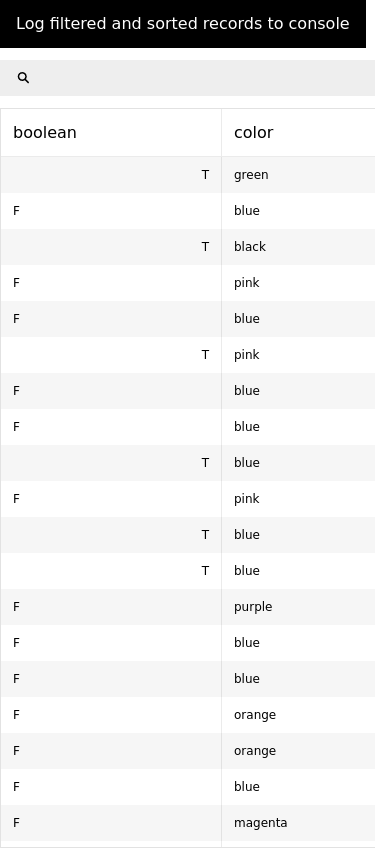 Log filtered and sorted records to console
boolean color
T green
F blue
T black
F pink
F blue
T pink
F blue
F blue
T blue
F pink
T blue
T blue
F purple
F blue
F blue
F orange
F orange
F blue
F magenta